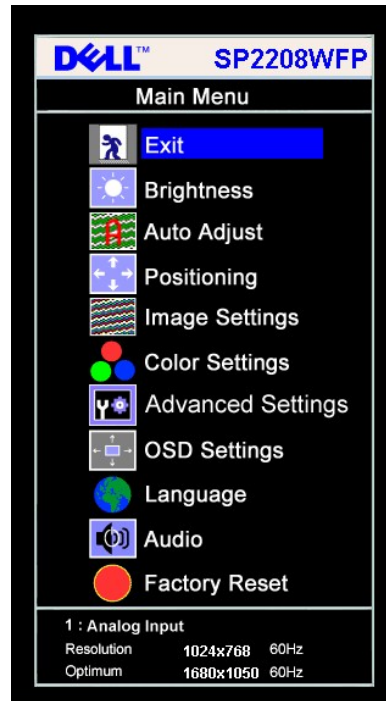 DELL™ SP2208WFP
Main Menu
Exit
Brightness
Auto Adjust
Positioning
Image Settings
Color Settings
Advanced Settings
OSD Settings
Language
Audio
Factory Reset
1 : Analog Input
Resolution 1024x768 60Hz
Optimum 1680x1050 60Hz